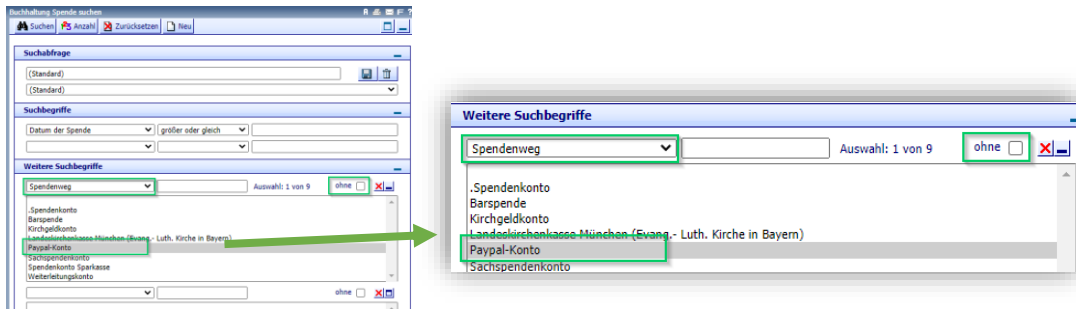 Buchhaltung Spende suchen
Suchen Anzahl Zurücksetzen Neu
Suchabfrage
(Standard)
(Standard)
Suchbegriffe
Datum der Spende größer oder gleich
Weitere Suchbegriffe
Spendenweg Auswahl: 1 von 9 ohne
.Spendenkonto
Barspende
Kirchgeldkonto
Landeskirchenkasse München (Evang.- Luth. Kirche in Bayern)
Paypal-Konto
Sachspendenkonto
Spendenkonto Sparkasse
Weiterleitungskonto
ohne
Weitere Suchbegriffe
Spendenweg Auswahl: 1 von 9 ohne
.Spendenkonto
Barspende
Kirchgeldkonto
Landeskirchenkasse München (Evang.- Luth. Kirche in Bayern)
Paypal-Konto
Sachspendenkonto